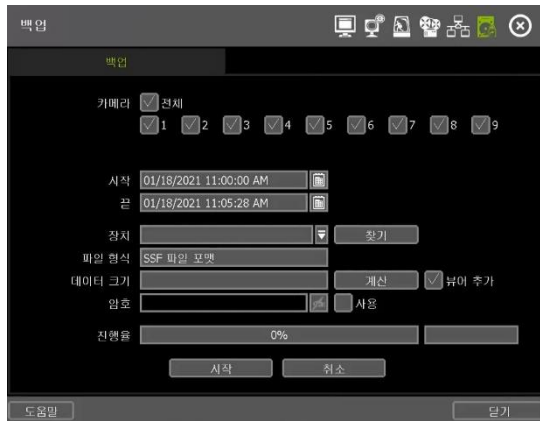 백업
백업
카메라 전체
1 2 3 4 5 6 7 8 9
시작 01/18/2021 11:00:00 AM
끝 01/18/2021 11:05:28 AM
장치 찾기
파일 형식 SSF 파일 포맷
데이터 크기 계산 뷰어 추가
암호 사용
진행율 0%
시작 취소
도움말 닫기